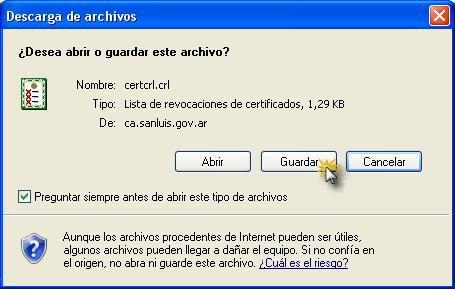 Descarga de archivos
¿Desea abrir o guardar este archivo?
Nombre: certcrl.crl
Tipo: Lista de revocaciones de certificados, 1,29 KB
De: ca.sanluis.gov.ar
Abrir Guardar Cancelar
Preguntar siempre antes de abrir este tipo de archivos
Aunque los archivos procedentes de Internet pueden ser útiles,
algunos archivos pueden llegar a dañar el equipo. Si no confía en
el origen, no abra ni guarde este archivo. ¿Cuál es el riesgo?